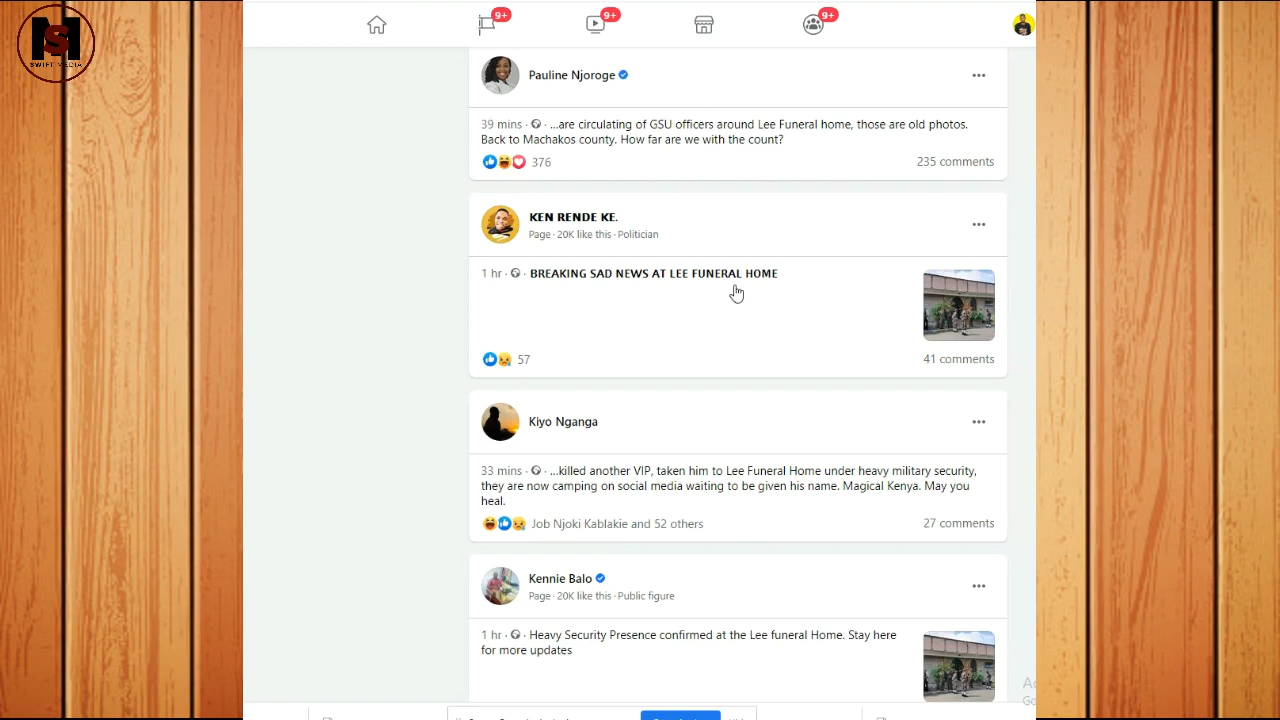 SWIFT MEDIA
9+
9+
9+
Pauline Njoroge
39 mins · ...are circulating of GSU officers around Lee Funeral home, those are old photos.
Back to Machakos county. How far are we with the count?
376
235 comments
KEN RENDE KE.
Page · 20K like this · Politician
1 hr · BREAKING SAD NEWS AT LEE FUNERAL HOME
57
41 comments
Kiyo Nganga
33 mins · ...killed another VIP, taken him to Lee Funeral Home under heavy military security,
they are now camping on social media waiting to be given his name. Magical Kenya. May you
heal.
Job Njoki Kablakie and 52 others
27 comments
Kennie Balo
Page · 20K like this · Public figure
1 hr · Heavy Security Presence confirmed at the Lee funeral Home. Stay here
for more updates